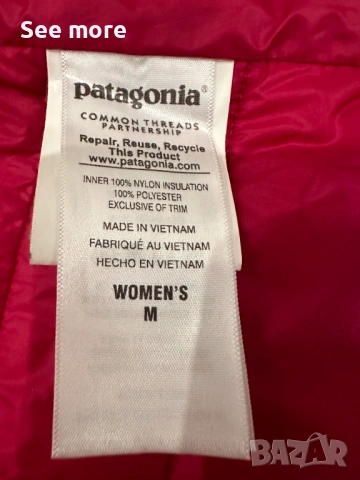 See more
patagonia®
COMMON THREADS
PARTNERSHIP
Repair, Reuse, Recycle
This Product
www.patagonia.com
INNER 100% NYLON INSULATION
100% POLYESTER
EXCLUSIVE OF TRIM
MADE IN VIETNAM
FABRIQUÉ AU VIETNAM
HECHO EN VIETNAM
WOMEN'S
M
BAZAR